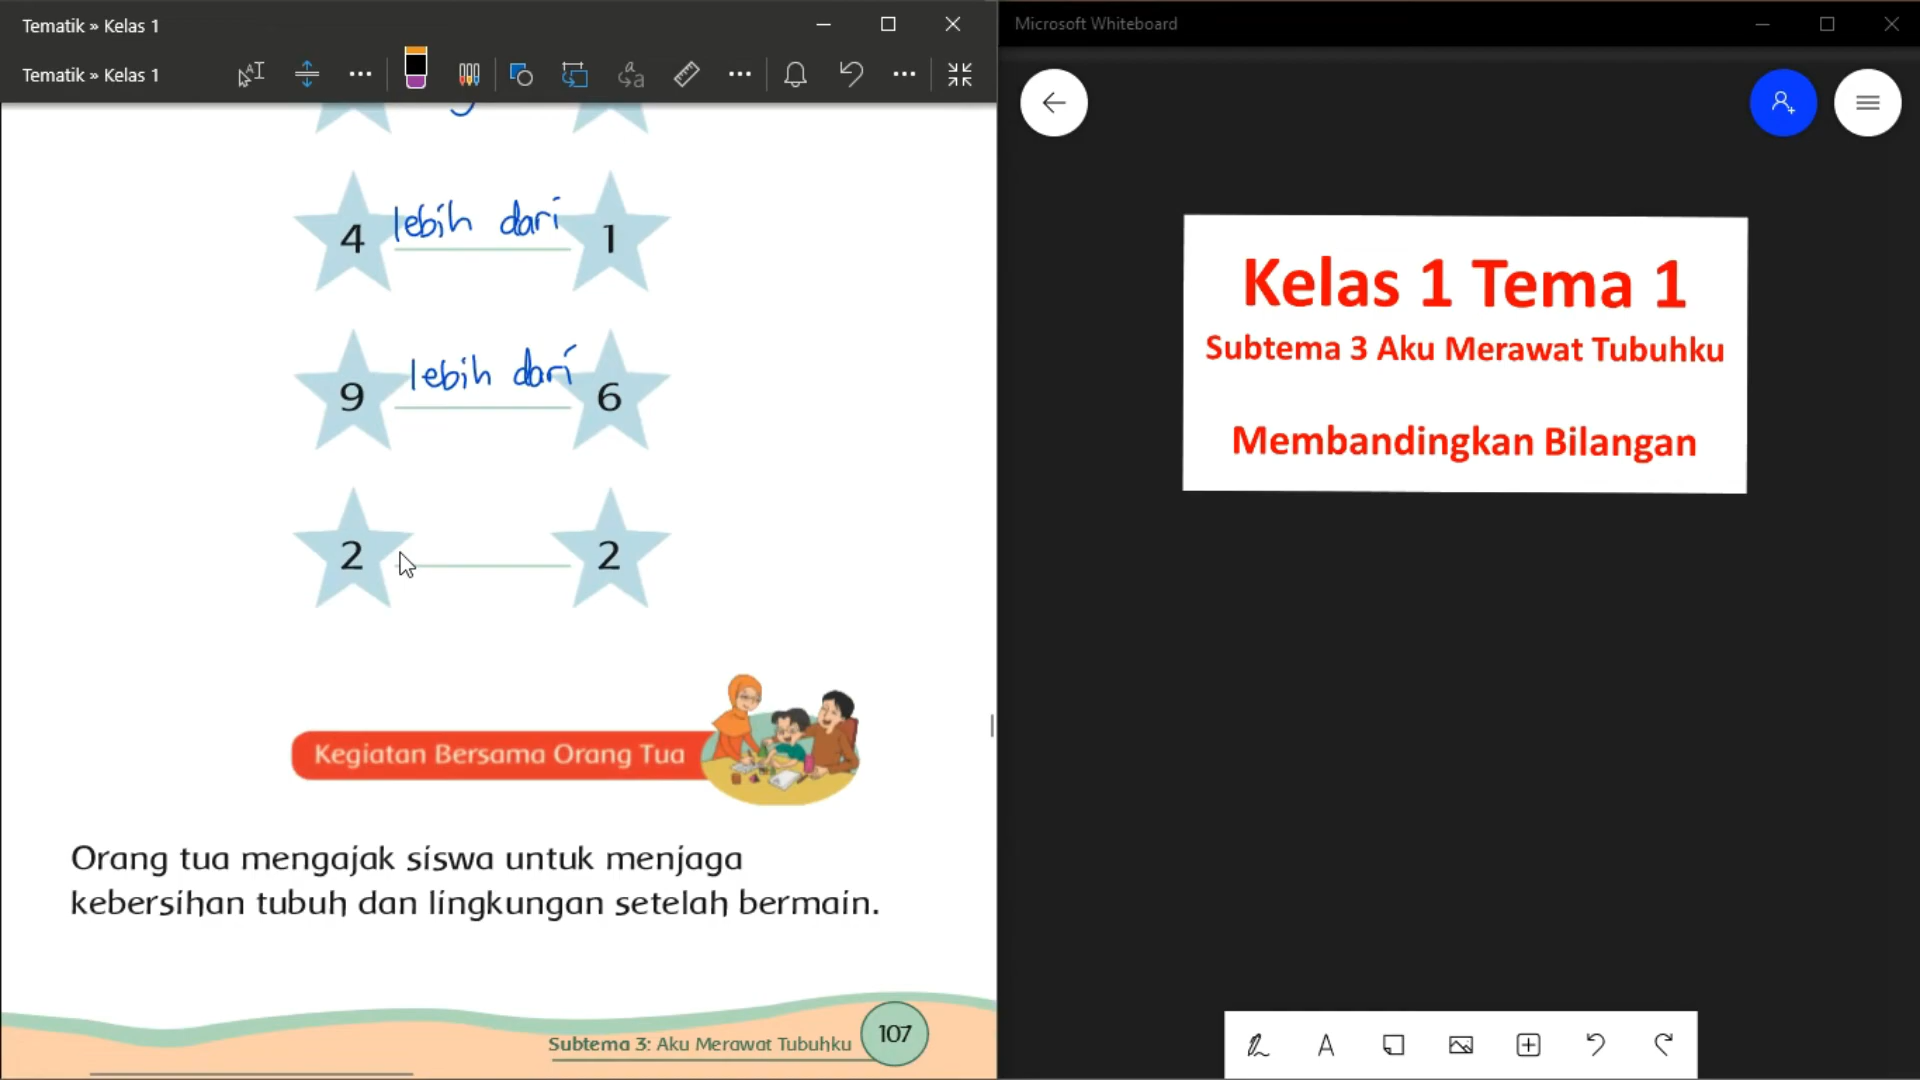 Tematik » Kelas 1
Tematik » Kelas 1
4 lebih dari 1
9 lebih dari 6
2 2
Kegiatan Bersama Orang Tua
Orang tua mengajak siswa untuk menjaga
kebersihan tubuh dan lingkungan setelah bermain.
Subtema 3: Aku Merawat Tubuhku 107
Microsoft Whiteboard
Kelas 1 Tema 1
Subtema 3 Aku Merawat Tubuhku
Membandingkan Bilangan